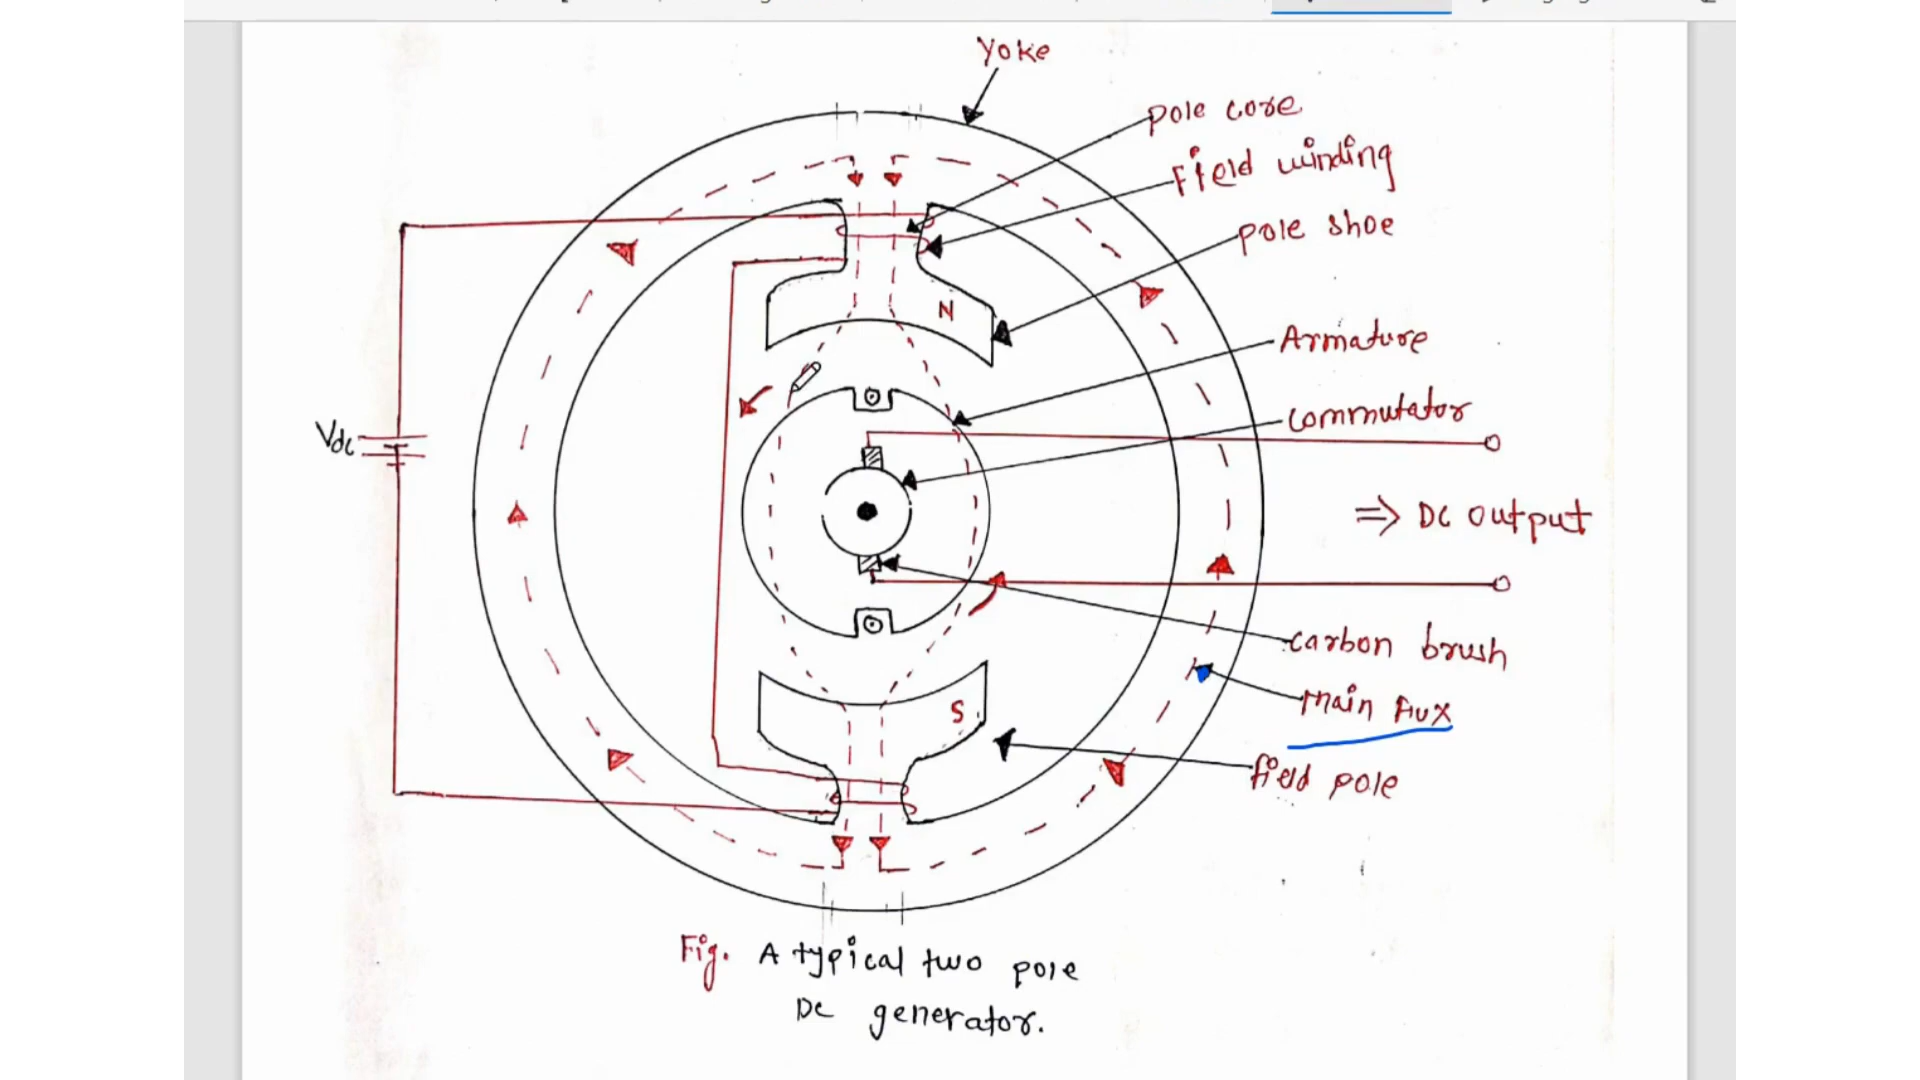 Yoke
pole core
Field winding
pole shoe
N
Armature
commutator
Vdc
⇒ DC output
carbon brush
main flux
S
field pole
Fig. A typical two pole
DC generator.